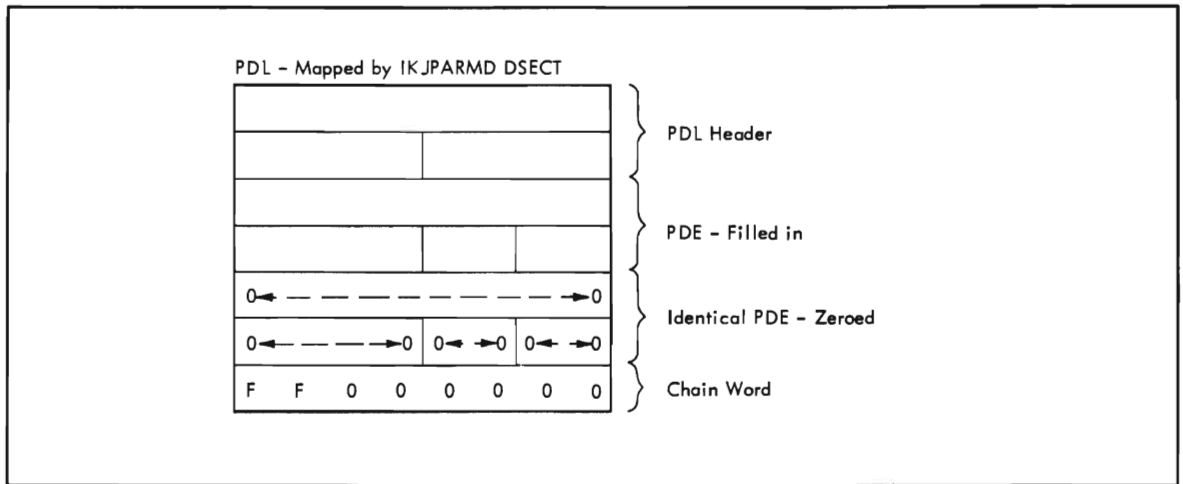 PDL - Mapped by IKJPARMD DSECT
PDL Header
PDE - Filled in
0 0
Identical PDE - Zeroed
0 0 0 0 0 0
F F 0 0 0 0 0 0
Chain Word